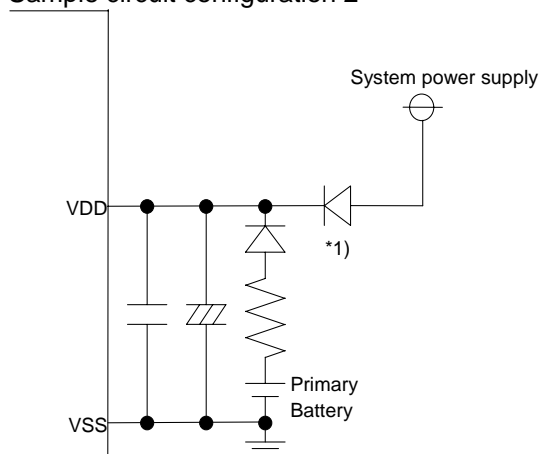 Sample circuit configuration 2
System power supply
VDD
*1)
Primary
Battery
VSS